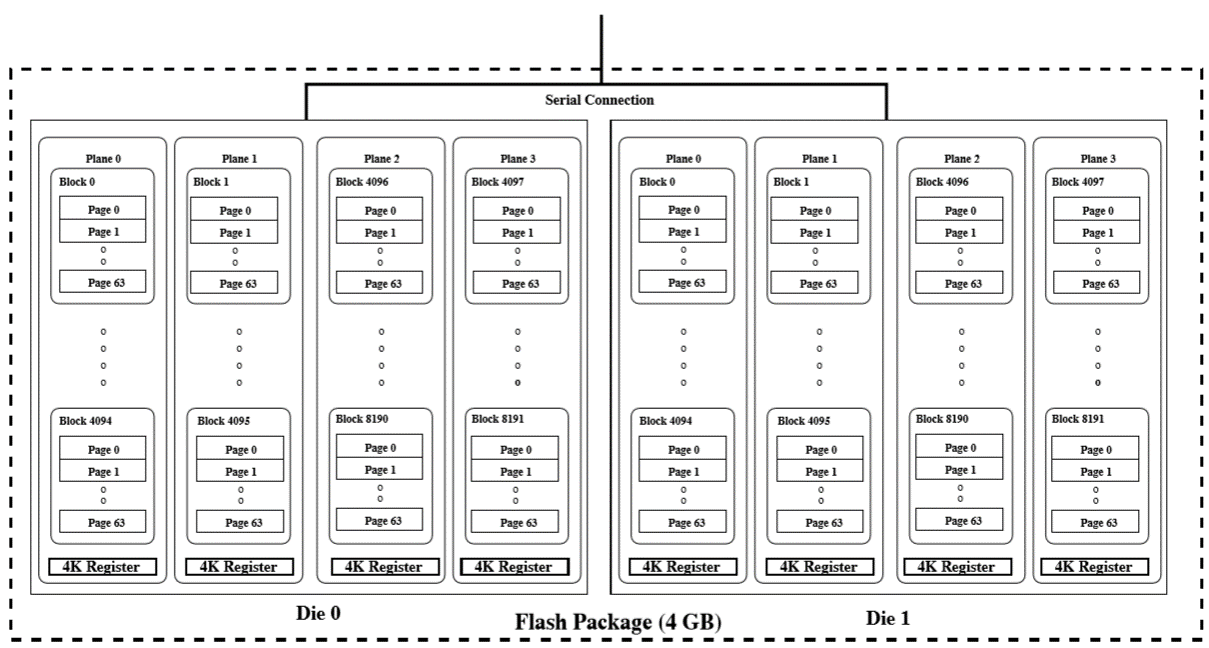 Serial Connection
Plane 0 Plane 1 Plane 2 Plane 3 Plane 0 Plane 1 Plane 2 Plane 3
Block 0 Block 1 Block 4096 Block 4097 Block 0 Block 1 Block 4096 Block 4097
Page 0 Page 0 Page 0 Page 0 Page 0 Page 0 Page 0 Page 0
Page 1 Page 1 Page 1 Page 1 Page 1 Page 1 Page 1 Page 1
Page 63 Page 63 Page 63 Page 63 Page 63 Page 63 Page 63 Page 63
Block 4094 Block 4095 Block 8190 Block 8191 Block 4094 Block 4095 Block 8190 Block 8191
Page 0 Page 0 Page 0 Page 0 Page 0 Page 0 Page 0 Page 0
Page 1 Page 1 Page 1 Page 1 Page 1 Page 1 Page 1 Page 1
Page 63 Page 63 Page 63 Page 63 Page 63 Page 63 Page 63 Page 63
4K Register 4K Register 4K Register 4K Register 4K Register 4K Register 4K Register 4K Register
Die 0 Flash Package (4 GB) Die 1